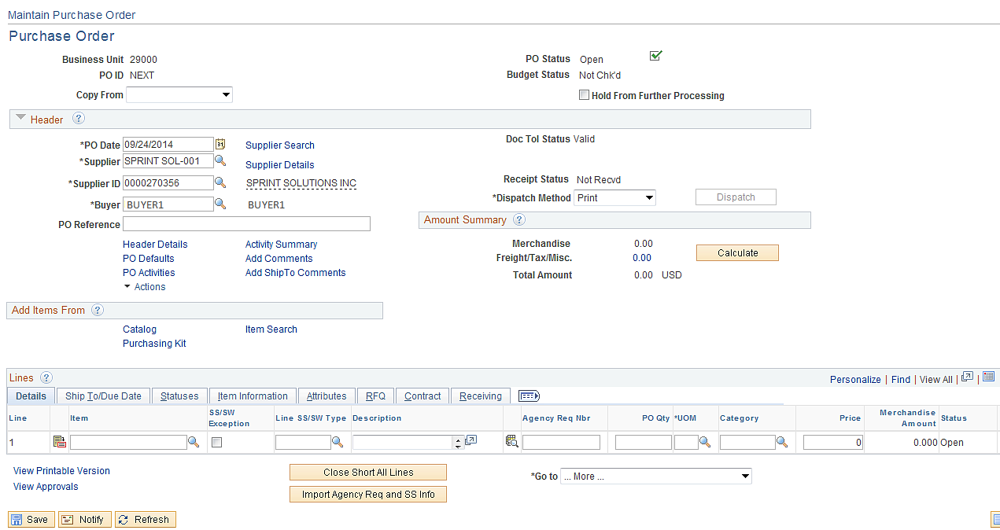 Maintain Purchase Order
Purchase Order
Business Unit 29000
PO Status Open
PO ID NEXT
Budget Status Not Chk'd
Copy From
Hold From Further Processing
Header ?
*PO Date 09/24/2014 31 Supplier Search
Doc Tol Status Valid
*Supplier SPRINT SOL-001 Supplier Details
*Supplier ID 0000270356 SPRINT SOLUTIONS INC
Receipt Status Not Recvd
*Buyer BUYER1 BUYER1
*Dispatch Method Print Dispatch
PO Reference
Amount Summary ?
Header Details Activity Summary
Merchandise 0.00
PO Defaults Add Comments
Freight/Tax/Misc. 0.00 Calculate
PO Activities Add ShipTo Comments
Total Amount 0.00 USD
Actions
Add Items From ?
Catalog Item Search
Purchasing Kit
Lines ?
Personalize | Find | View All | |
Details Ship To/Due Date Statuses Item Information Attributes RFQ Contract Receiving
Line Item SS/SW Exception Line SS/SW Type Description Agency Req Nbr PO Qty *UOM Category Price Merchandise Amount Status
1 0 0.000 Open
View Printable Version
Close Short All Lines
*Go to ... More ...
View Approvals
Import Agency Req and SS Info
Save Notify Refresh